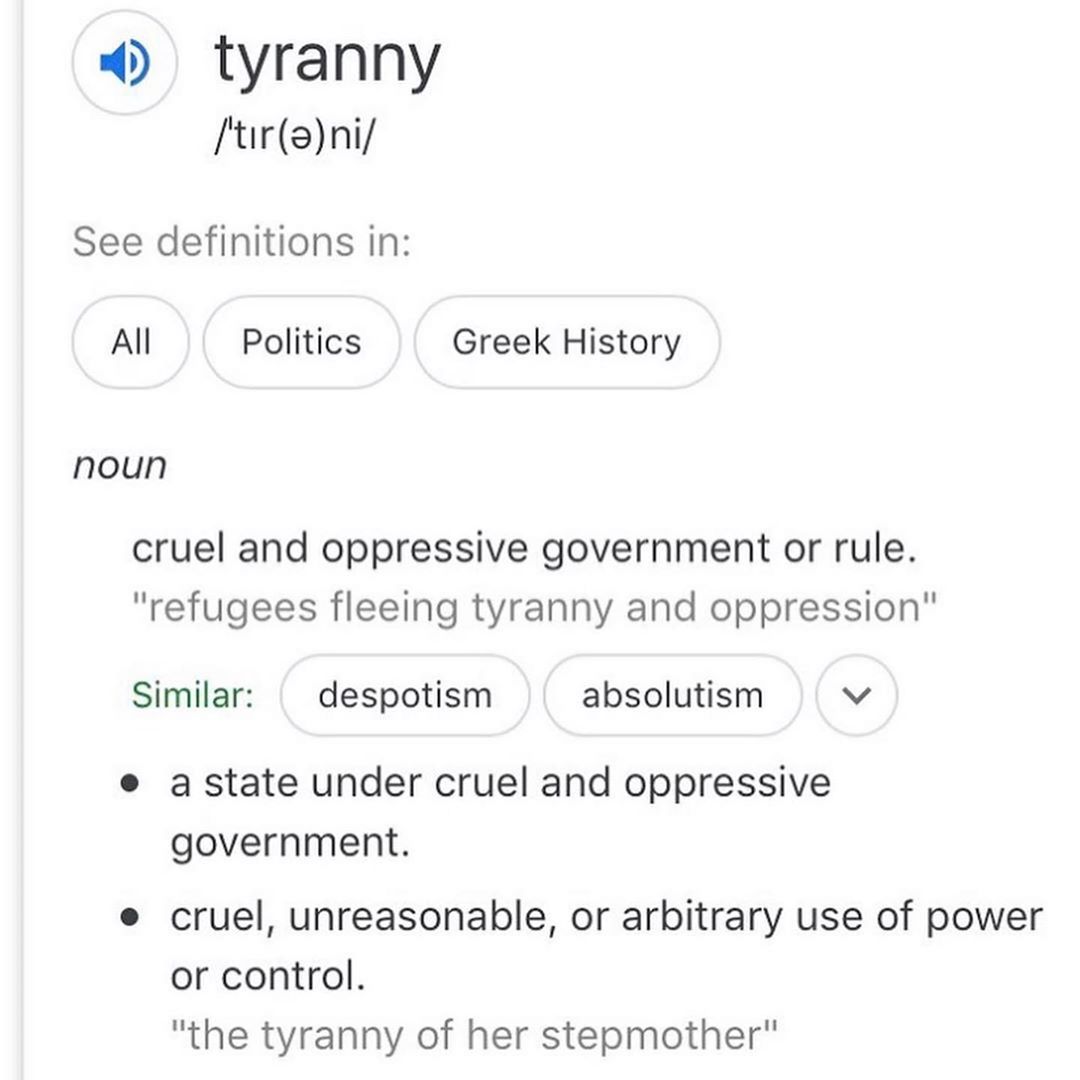 tyranny
/ˈtɪr(ə)ni/
See definitions in:
All Politics Greek History
noun
cruel and oppressive government or rule.
"refugees fleeing tyranny and oppression"
Similar: despotism absolutism
• a state under cruel and oppressive
government.
• cruel, unreasonable, or arbitrary use of power
or control.
"the tyranny of her stepmother"